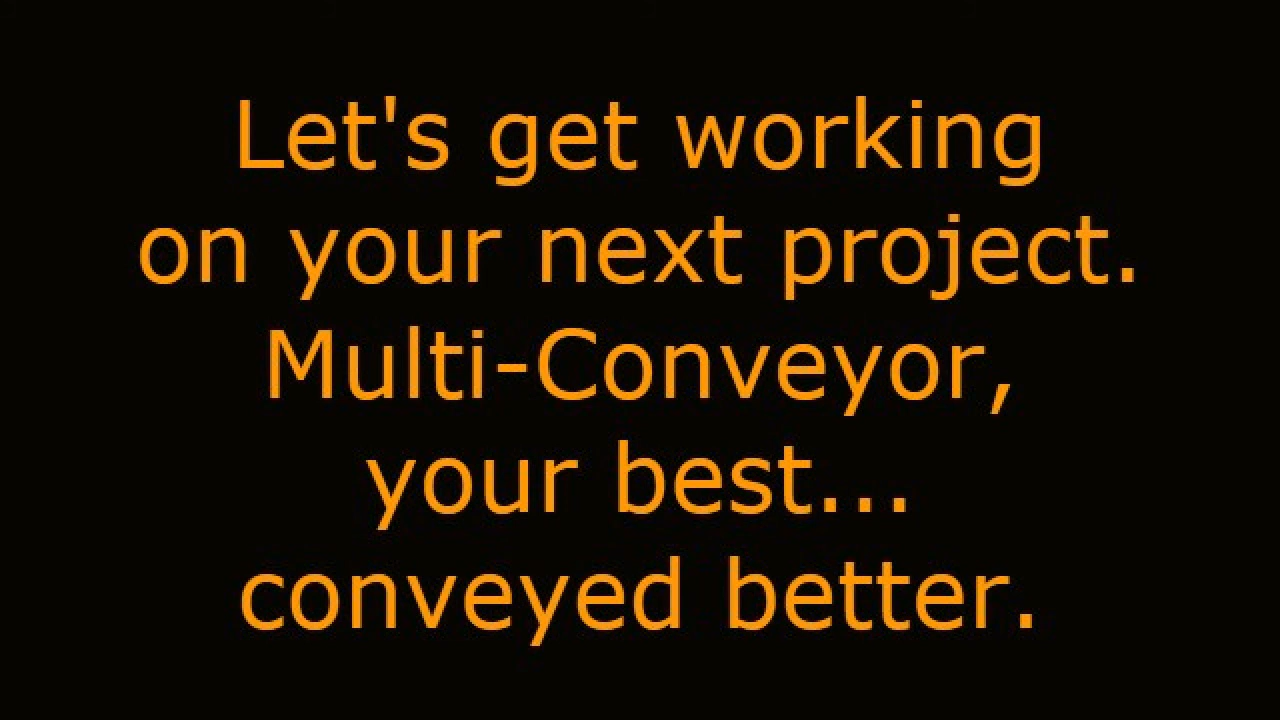 Let's get working
on your next project.
Multi-Conveyor,
your best...
conveyed better.